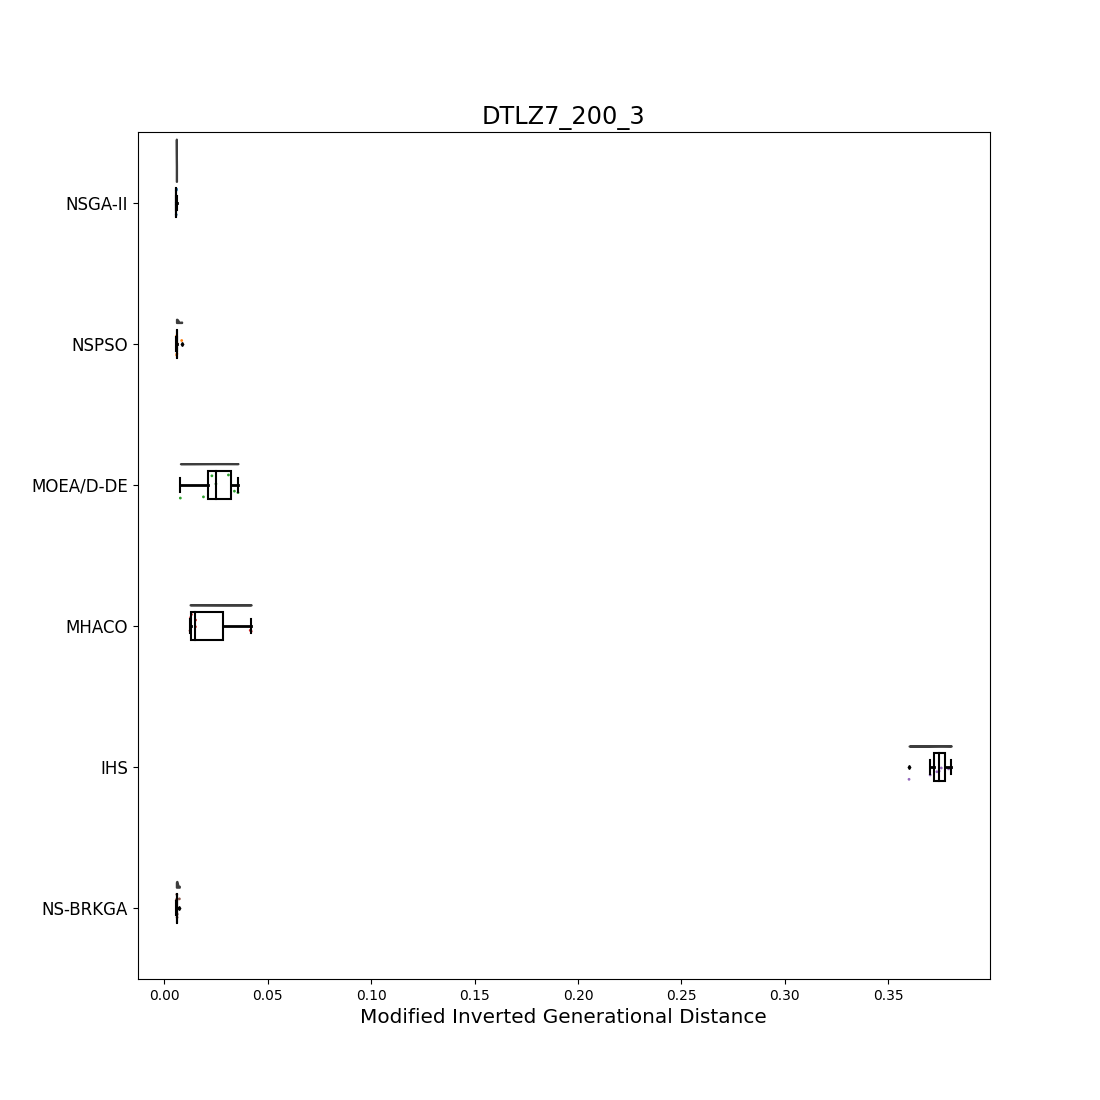 DTLZ7_200_3
NSGA-II
NSPSO
MOEA/D-DE
MHACO
IHS
NS-BRKGA
0.00 0.05 0.10 0.15 0.20 0.25 0.30 0.35
Modified Inverted Generational Distance